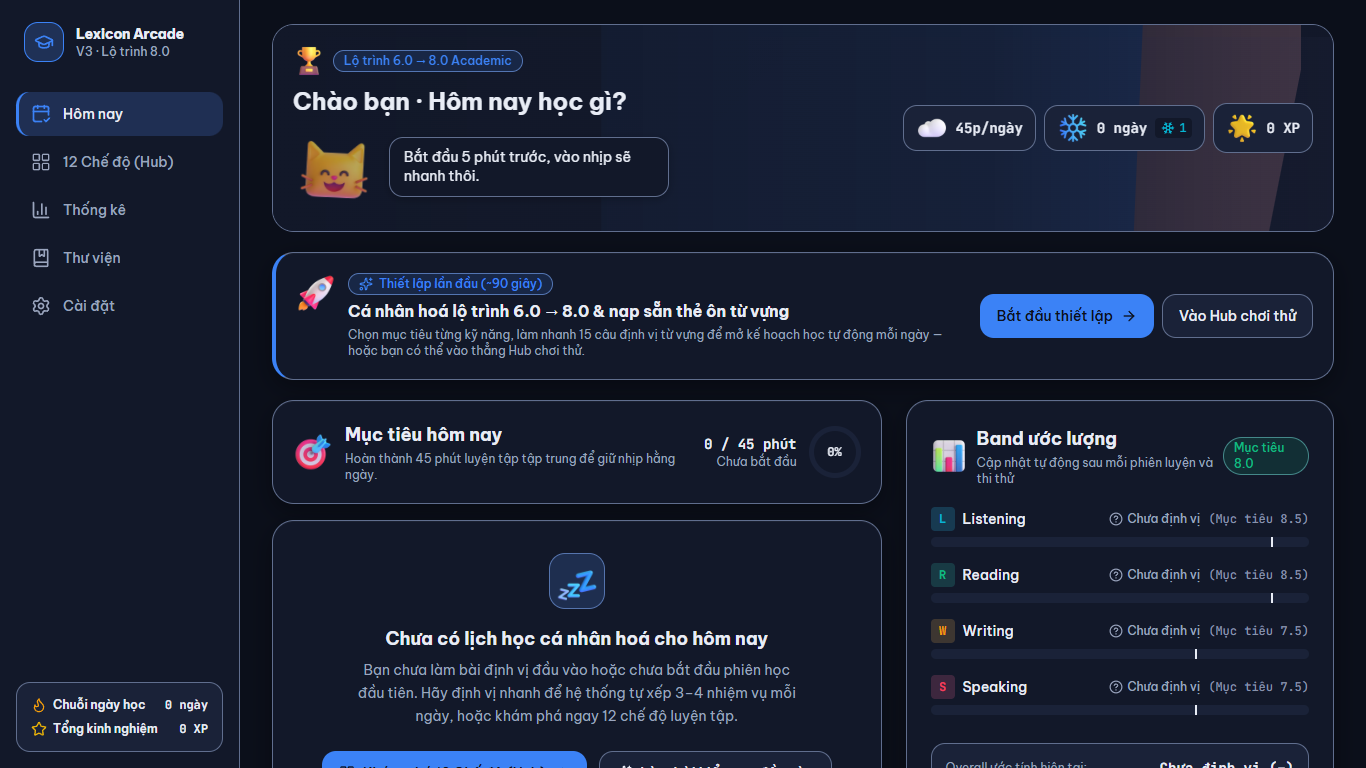 Lexicon Arcade
V3 · Lộ trình 8.0
Hôm nay
12 Chế độ (Hub)
Thống kê
Thư viện
Cài đặt
Chuỗi ngày học 0 ngày
Tổng kinh nghiệm 0 XP
Lộ trình 6.0 → 8.0 Academic
Chào bạn · Hôm nay học gì?
Bắt đầu 5 phút trước, vào nhịp sẽ
nhanh thôi.
45p/ngày
0 ngày
1
0 XP
Thiết lập lần đầu (~90 giây)
Cá nhân hoá lộ trình 6.0 → 8.0 & nạp sẵn thẻ ôn từ vựng
Chọn mục tiêu từng kỹ năng, làm nhanh 15 câu định vị từ vựng để mở kế hoạch học tự động mỗi ngày —
hoặc bạn có thể vào thẳng Hub chơi thử.
Bắt đầu thiết lập →
Vào Hub chơi thử
Mục tiêu hôm nay
Hoàn thành 45 phút luyện tập tập trung để giữ nhịp hằng
ngày.
0 / 45 phút
Chưa bắt đầu
0%
Chưa có lịch học cá nhân hoá cho hôm nay
Bạn chưa làm bài định vị đầu vào hoặc chưa bắt đầu phiên học
đầu tiên. Hãy định vị nhanh để hệ thống tự xếp 3–4 nhiệm vụ mỗi
ngày, hoặc khám phá ngay 12 chế độ luyện tập.
Band ước lượng
Cập nhật tự động sau mỗi phiên luyện và
thi thử
Mục tiêu
8.0
L Listening Chưa định vị (Mục tiêu 8.5)
R Reading Chưa định vị (Mục tiêu 8.5)
W Writing Chưa định vị (Mục tiêu 7.5)
S Speaking Chưa định vị (Mục tiêu 7.5)
Overall ước tính hiện tại: Chưa định vị (–)